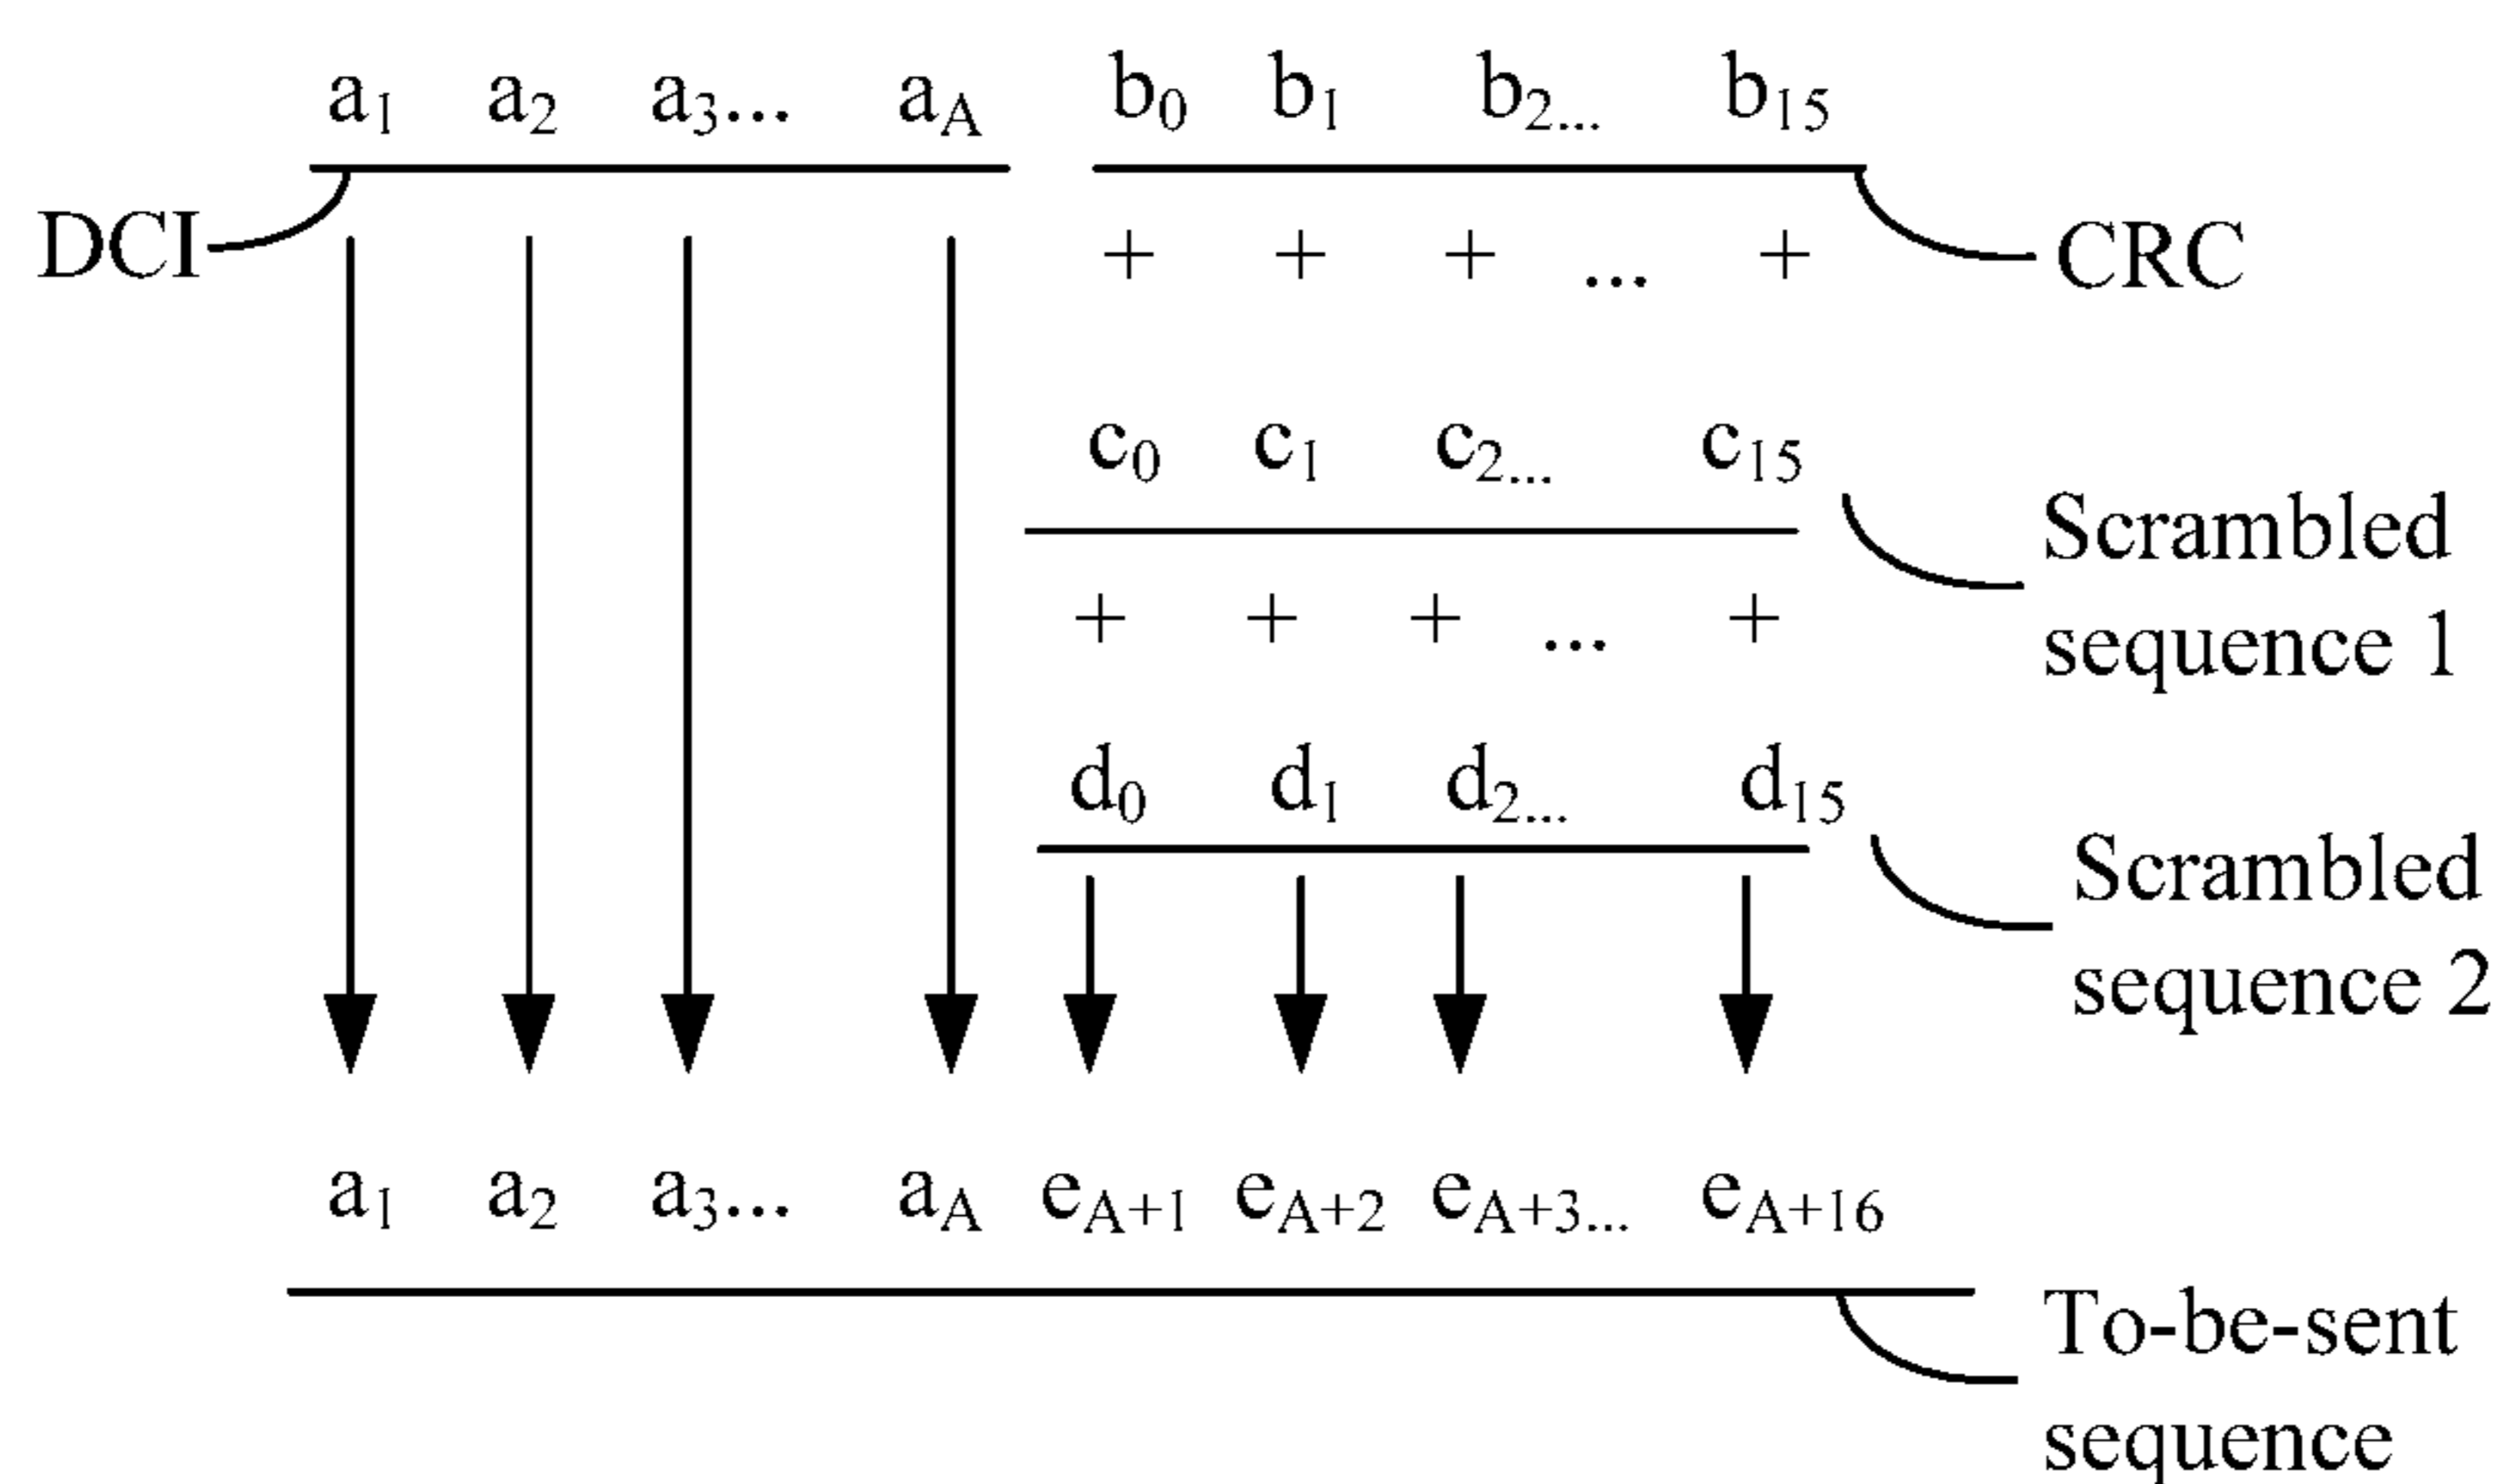 a1 a2 a3... aA b0 b1 b2... b15
DCI + + + ... + CRC
c0 c1 c2... c15
Scrambled
sequence 1
+ + + ... +
d0 d1 d2... d15
Scrambled
sequence 2
a1 a2 a3... aA eA+1 eA+2 eA+3... eA+16
To-be-sent
sequence